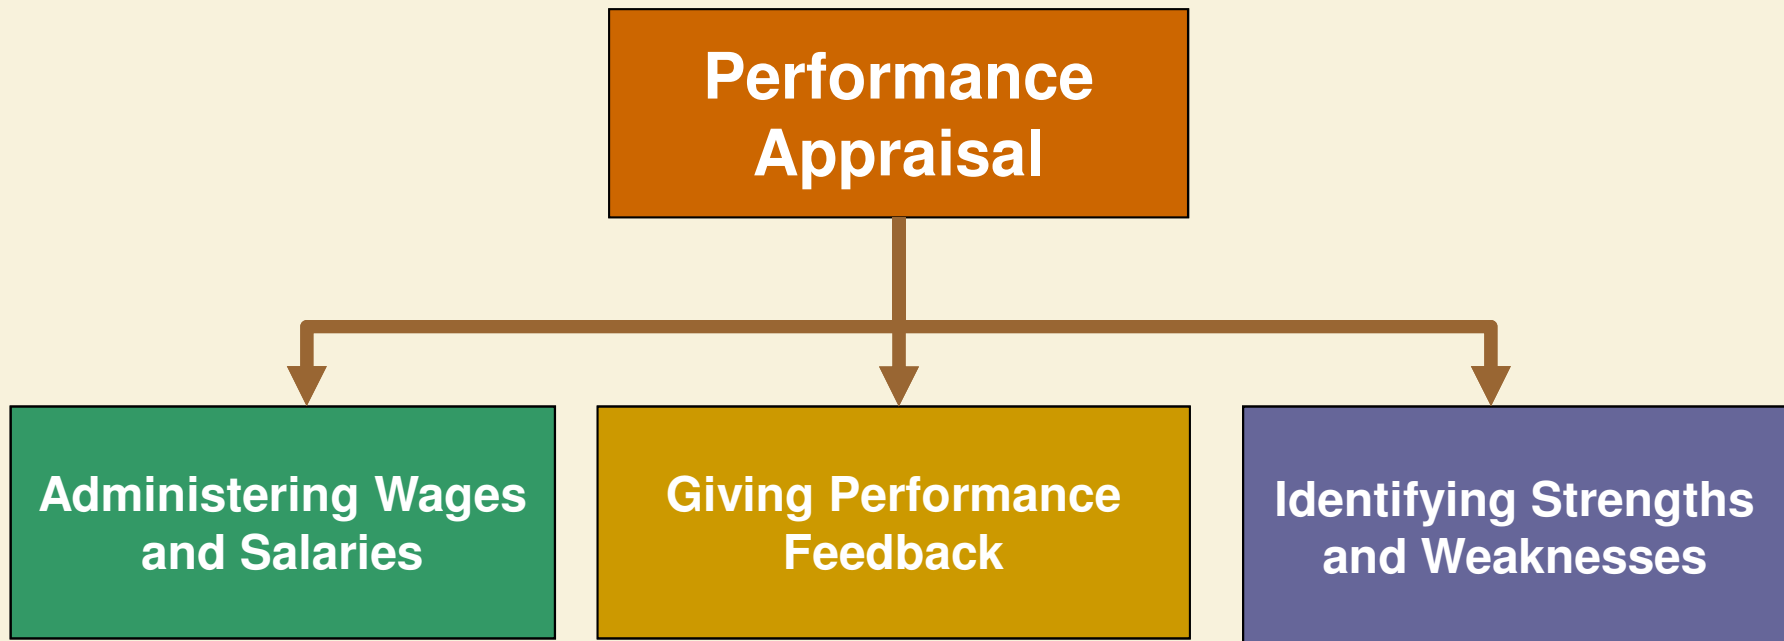 Performance
Appraisal
Administering Wages
and Salaries
Giving Performance
Feedback
Identifying Strengths
and Weaknesses